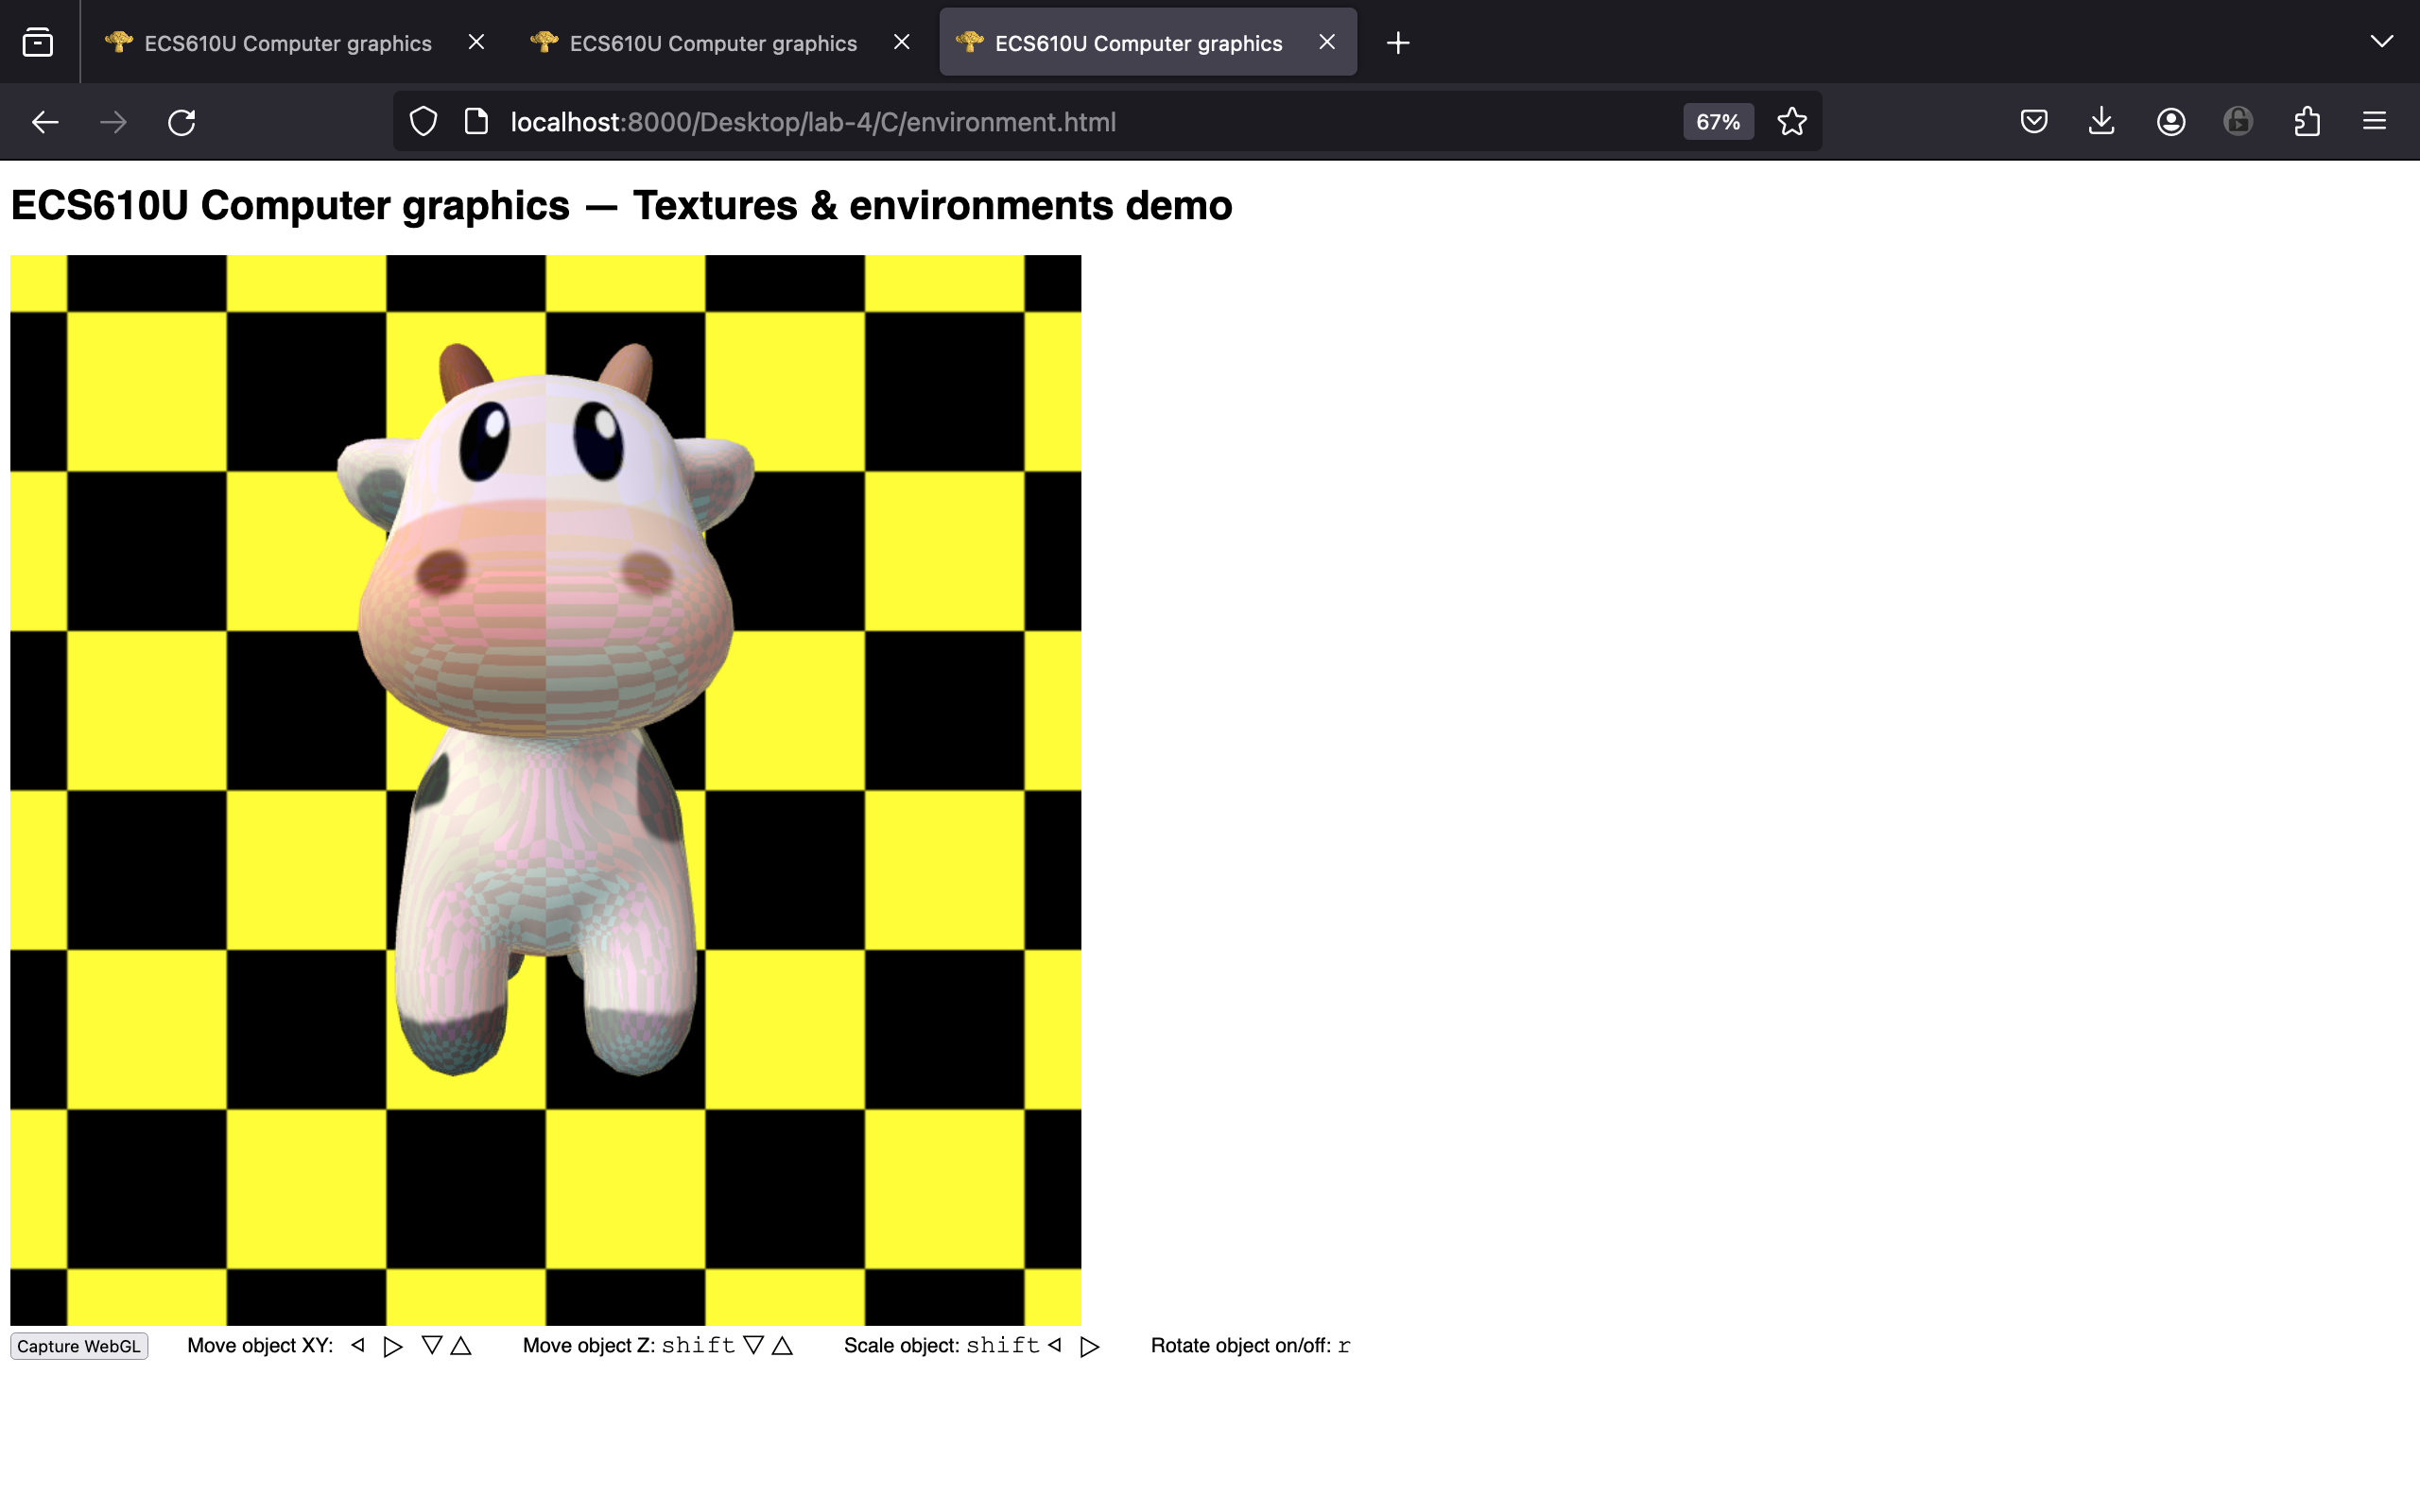 ECS610U Computer graphics ECS610U Computer graphics ECS610U Computer graphics
localhost:8000/Desktop/lab-4/C/environment.html 67%
ECS610U Computer graphics — Textures & environments demo
Capture WebGL Move object XY: ◁ ▷ ▽ △ Move object Z: shift ▽ △ Scale object: shift ◁ ▷ Rotate object on/off: r